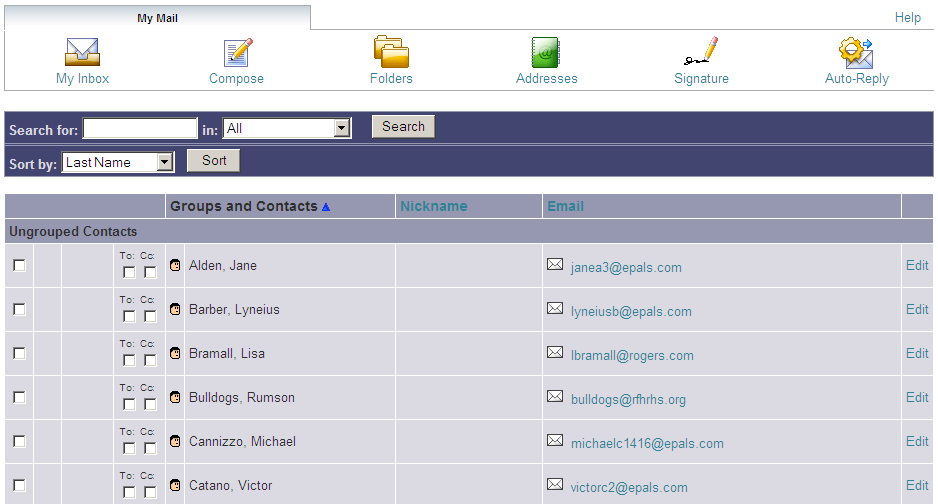 My Mail
Help
My Inbox Compose Folders Addresses Signature Auto-Reply
Search for: in: All Search
Sort by: Last Name Sort
Groups and Contacts Nickname Email
Ungrouped Contacts
To: Cc:
Alden, Jane janea3@epals.com Edit
To: Cc:
Barber, Lyneius lyneiusb@epals.com Edit
To: Cc:
Bramall, Lisa lbramall@rogers.com Edit
To: Cc:
Bulldogs, Rumson bulldogs@rfhrhs.org Edit
To: Cc:
Cannizzo, Michael michaelc1416@epals.com Edit
To: Cc:
Catano, Victor victorc2@epals.com Edit